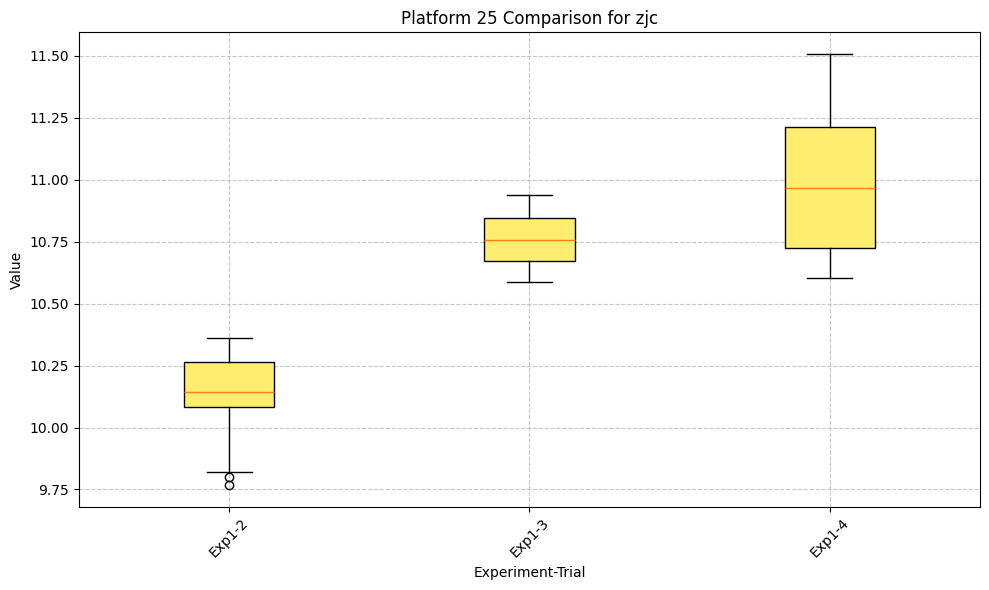 Platform 25 Comparison for zjc
11.50
11.25
11.00
10.75
10.50
10.25
10.00
9.75
Value
Exp1-2
Exp1-3
Exp1-4
Experiment-Trial